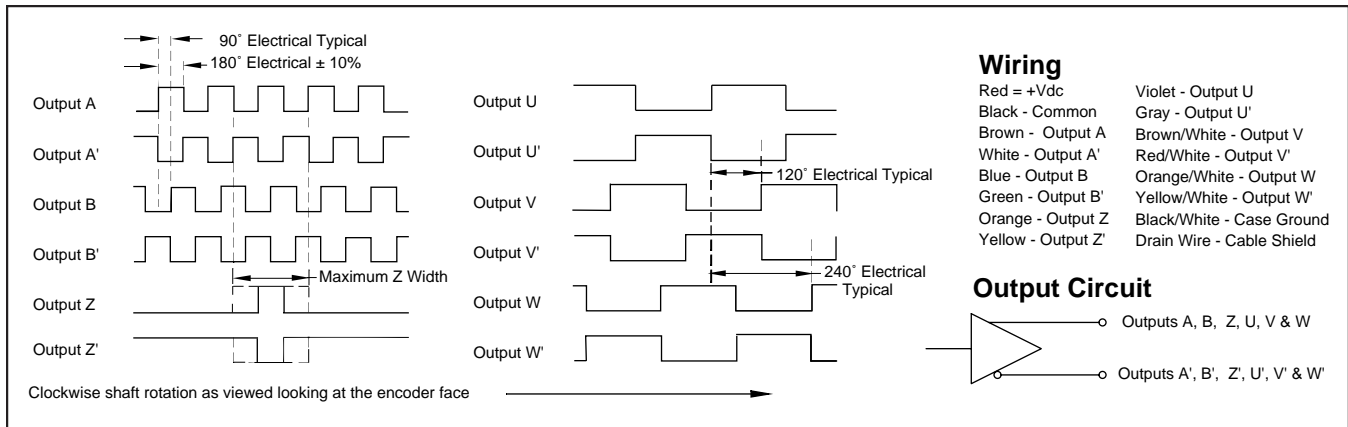 90˚ Electrical Typical
180˚ Electrical ± 10%
Output A
Output A'
Output B
Output B'
Maximum Z Width
Output Z
Output Z'
Output U
Output U'
120˚ Electrical Typical
Output V
Output V'
240˚ Electrical
Typical
Output W
Output W'
Clockwise shaft rotation as viewed looking at the encoder face
Wiring
Red = +Vdc
Black - Common
Brown - Output A
White - Output A'
Blue - Output B
Green - Output B'
Orange - Output Z
Yellow - Output Z'
Violet - Output U
Gray - Output U'
Brown/White - Output V
Red/White - Output V'
Orange/White - Output W
Yellow/White - Output W'
Black/White - Case Ground
Drain Wire - Cable Shield
Output Circuit
Outputs A, B, Z, U, V & W
Outputs A', B', Z', U', V' & W'